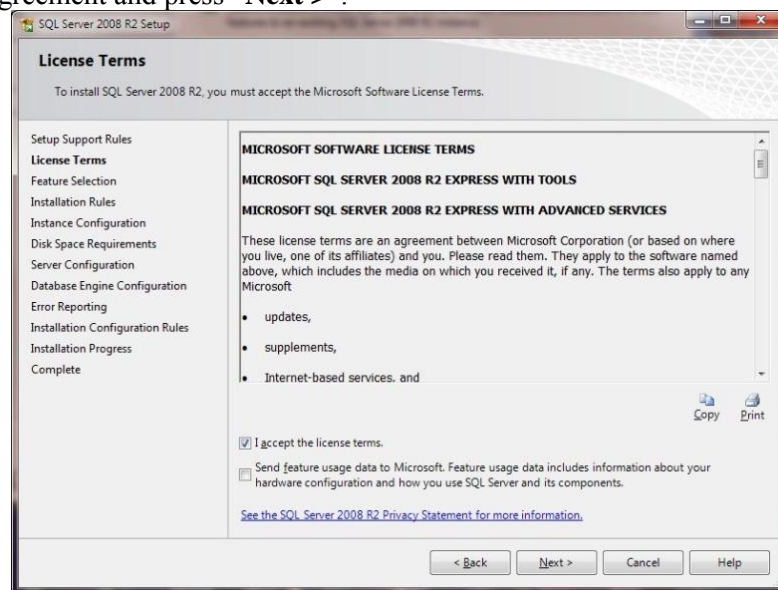 agreement and press "Next >".
SQL Server 2008 R2 Setup
License Terms
To install SQL Server 2008 R2, you must accept the Microsoft Software License Terms.
Setup Support Rules
License Terms
Feature Selection
Installation Rules
Instance Configuration
Disk Space Requirements
Server Configuration
Database Engine Configuration
Error Reporting
Installation Configuration Rules
Installation Progress
Complete
MICROSOFT SOFTWARE LICENSE TERMS
MICROSOFT SQL SERVER 2008 R2 EXPRESS WITH TOOLS
MICROSOFT SQL SERVER 2008 R2 EXPRESS WITH ADVANCED SERVICES
These license terms are an agreement between Microsoft Corporation (or based on where
you live, one of its affiliates) and you. Please read them. They apply to the software named
above, which includes the media on which you received it, if any. The terms also apply to any
Microsoft
• updates,
• supplements,
• Internet-based services, and
Copy Print
I accept the license terms.
Send feature usage data to Microsoft. Feature usage data includes information about your
hardware configuration and how you use SQL Server and its components.
See the SQL Server 2008 R2 Privacy Statement for more information.
< Back Next > Cancel Help